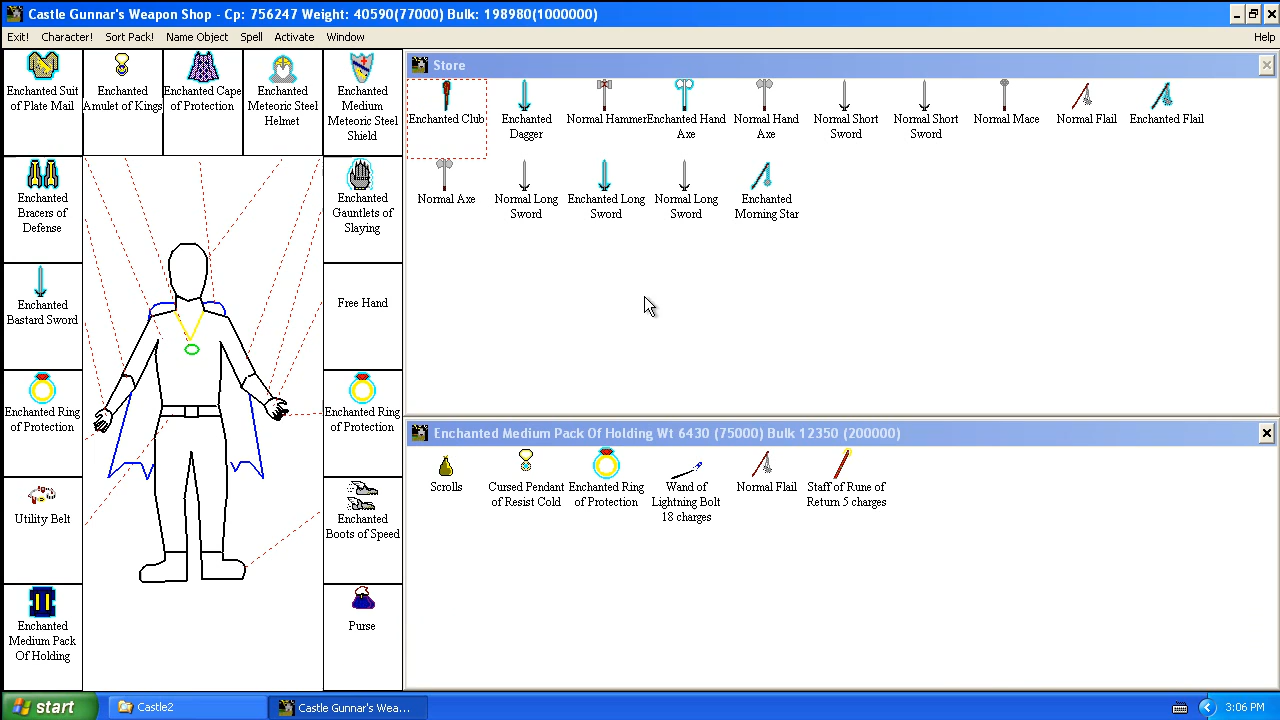 Castle Gunnar's Weapon Shop - Cp: 756247 Weight: 40590(77000) Bulk: 198980(1000000)
Exit! Character! Sort Pack! Name Object Spell Activate Window Help
Enchanted Suit
of Plate Mail
Enchanted
Amulet of Kings
Enchanted Cape
of Protection
Enchanted
Meteoric Steel
Helmet
Enchanted
Medium
Meteoric Steel
Shield
Enchanted
Bracers of
Defense
Enchanted
Gauntlets of
Slaying
Enchanted
Bastard Sword
Free Hand
Enchanted Ring
of Protection
Enchanted Ring
of Protection
Utility Belt
Enchanted
Boots of Speed
Enchanted
Medium Pack
Of Holding
Purse
Store
Enchanted Club
Enchanted
Dagger
Normal Hammer
Enchanted Hand
Axe
Normal Hand
Axe
Normal Short
Sword
Normal Short
Sword
Normal Mace
Normal Flail
Enchanted Flail
Normal Axe
Normal Long
Sword
Enchanted Long
Sword
Normal Long
Sword
Enchanted
Morning Star
Enchanted Medium Pack Of Holding Wt 6430 (75000) Bulk 12350 (200000)
Scrolls
Cursed Pendant
of Resist Cold
Enchanted Ring
of Protection
Wand of
Lightning Bolt
18 charges
Normal Flail
Staff of Rune of
Return 5 charges
start
Castle2
Castle Gunnar's Wea...
3:06 PM